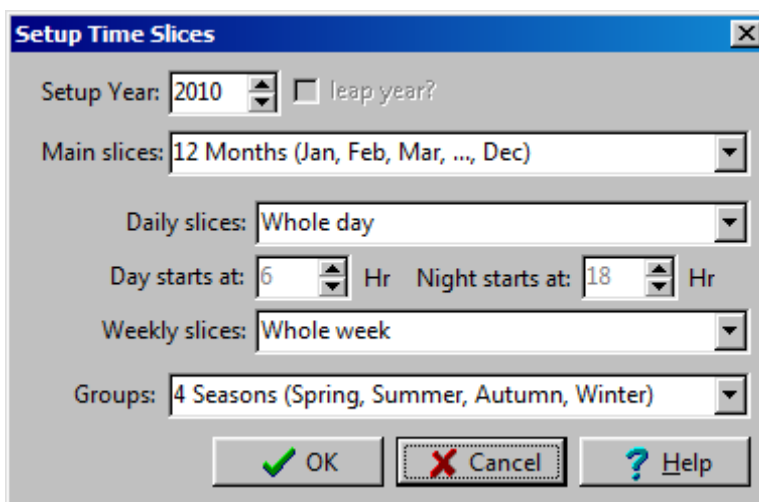 Setup Time Slices
Setup Year: 2010 leap year?
Main slices: 12 Months (Jan, Feb, Mar, ..., Dec)
Daily slices: Whole day
Day starts at: 6 Hr Night starts at: 18 Hr
Weekly slices: Whole week
Groups: 4 Seasons (Spring, Summer, Autumn, Winter)
OK Cancel Help